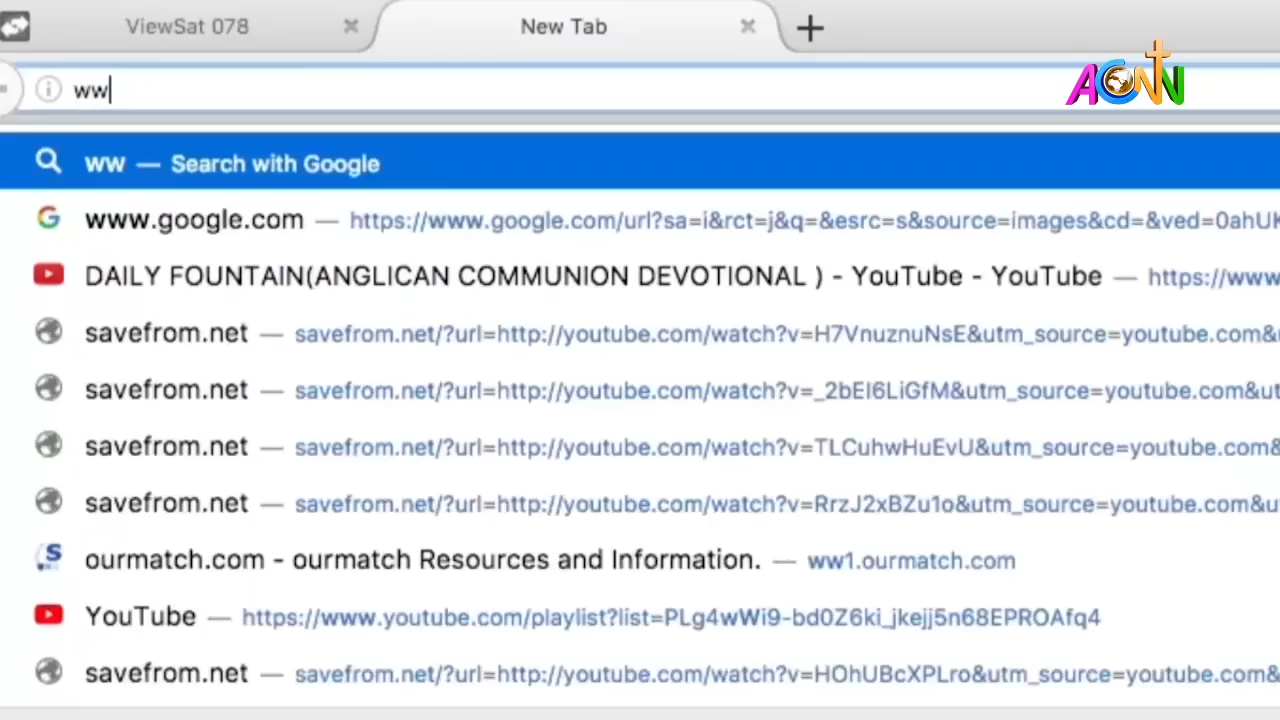 ViewSat 078
New Tab
ww
ACNN
ww — Search with Google
www.google.com — https://www.google.com/url?sa=i&rct=j&q=&esrc=s&source=images&cd=&ved=0ahUK
DAILY FOUNTAIN(ANGLICAN COMMUNION DEVOTIONAL ) - YouTube - YouTube — https://www
savefrom.net — savefrom.net/?url=http://youtube.com/watch?v=H7VnuznuNsE&utm_source=youtube.com&u
savefrom.net — savefrom.net/?url=http://youtube.com/watch?v=_2bEI6LiGfM&utm_source=youtube.com&ut
savefrom.net — savefrom.net/?url=http://youtube.com/watch?v=TLCuhwHuEvU&utm_source=youtube.com&
savefrom.net — savefrom.net/?url=http://youtube.com/watch?v=RrzJ2xBZu1o&utm_source=youtube.com&u
ourmatch.com - ourmatch Resources and Information. — ww1.ourmatch.com
YouTube — https://www.youtube.com/playlist?list=PLg4wWi9-bd0Z6ki_jkejj5n68EPROAfq4
savefrom.net — savefrom.net/?url=http://youtube.com/watch?v=HOhUBcXPLro&utm_source=youtube.com&